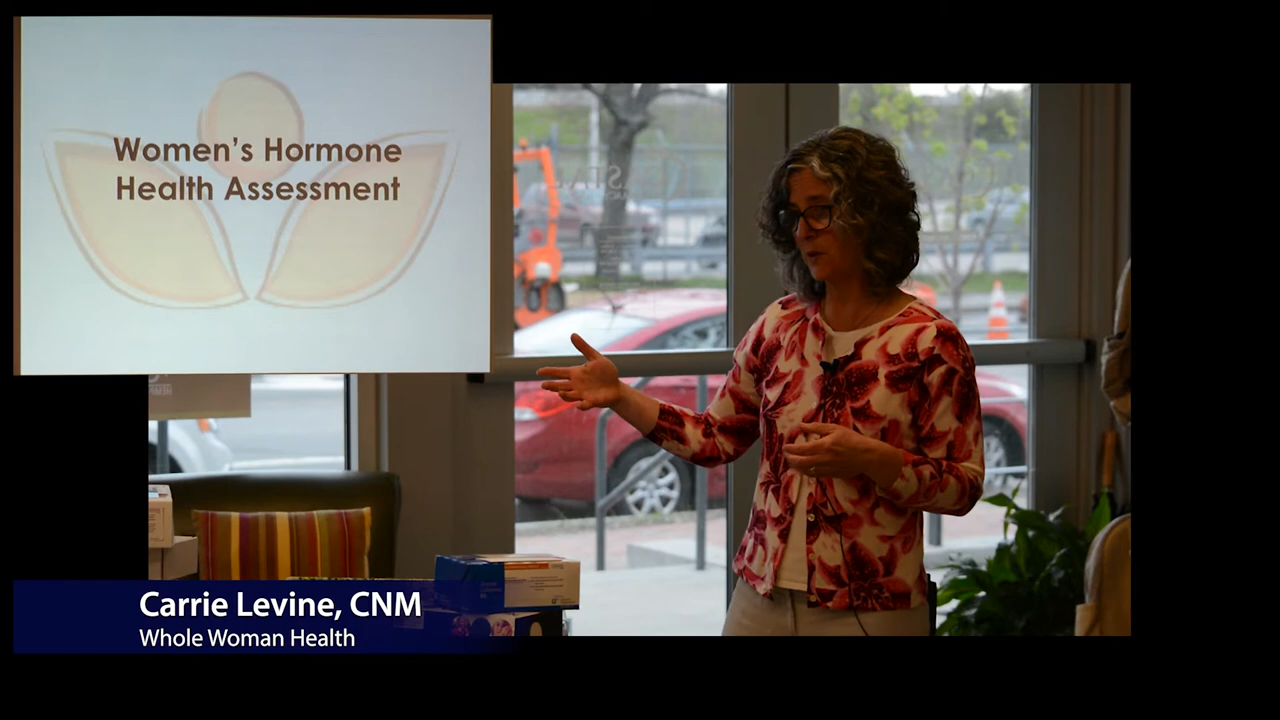 Women's Hormone
Health Assessment
Carrie Levine, CNM
Whole Woman Health